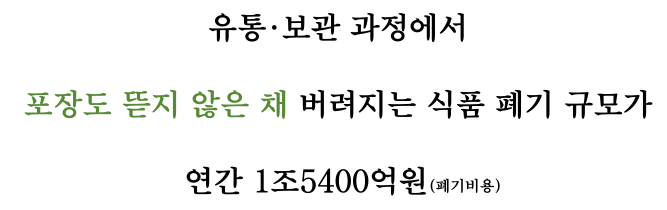 유통·보관 과정에서
포장도 뜯지 않은 채 버려지는 식품 폐기 규모가
연간 1조5400억원(폐기비용)